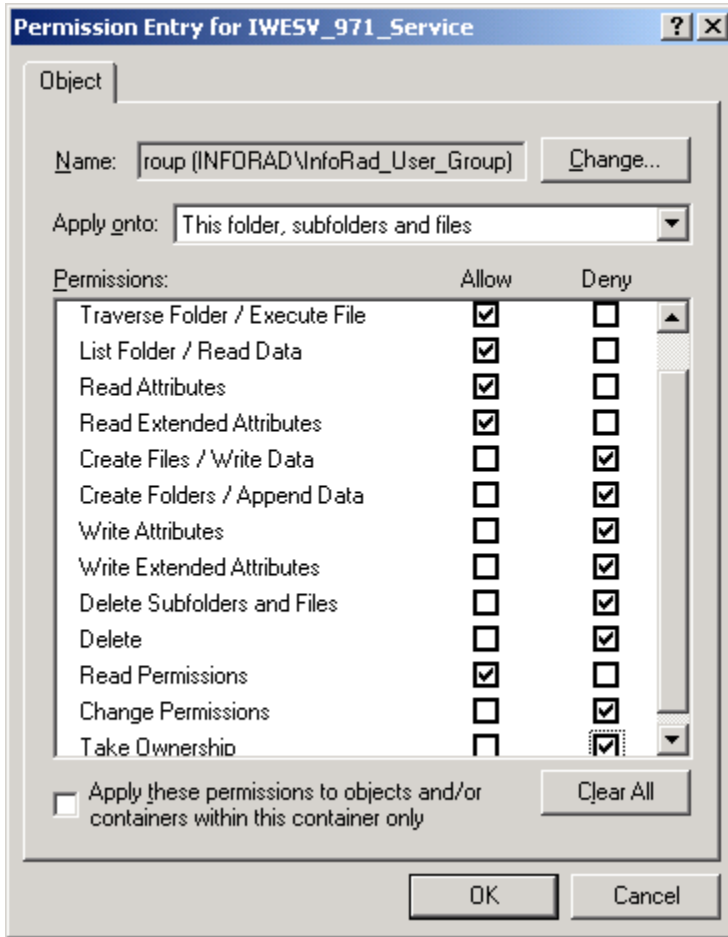 Permission Entry for IWESV_971_Service
Object
Name: roup (INFORAD\InfoRad_User_Group) Change...
Apply onto: This folder, subfolders and files
Permissions: Allow Deny
Traverse Folder / Execute File
List Folder / Read Data
Read Attributes
Read Extended Attributes
Create Files / Write Data
Create Folders / Append Data
Write Attributes
Write Extended Attributes
Delete Subfolders and Files
Delete
Read Permissions
Change Permissions
Take Ownership
Apply these permissions to objects and/or
containers within this container only
Clear All
OK Cancel